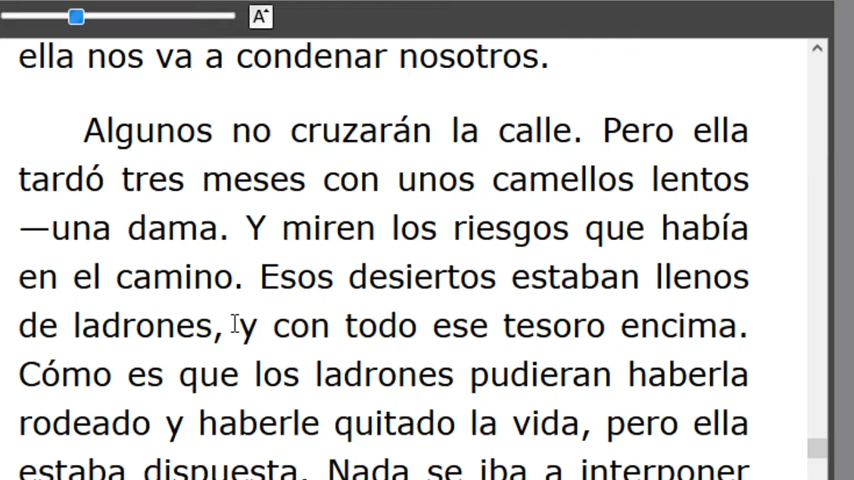 A
ella nos va a condenar nosotros.
Algunos no cruzarán la calle. Pero ella
tardó tres meses con unos camellos lentos
—una dama. Y miren los riesgos que había
en el camino. Esos desiertos estaban llenos
de ladrones, y con todo ese tesoro encima.
Cómo es que los ladrones pudieran haberla
rodeado y haberle quitado la vida, pero ella
estaba dispuesta. Nada se iba a interponer